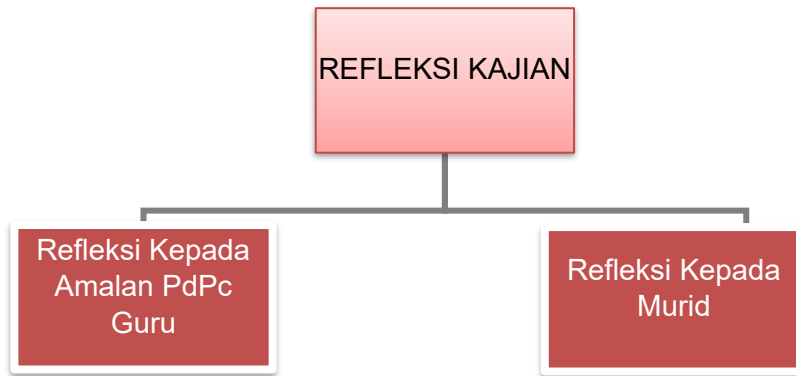 REFLEKSI KAJIAN
Refleksi Kepada
Amalan PdPc
Guru
Refleksi Kepada
Murid